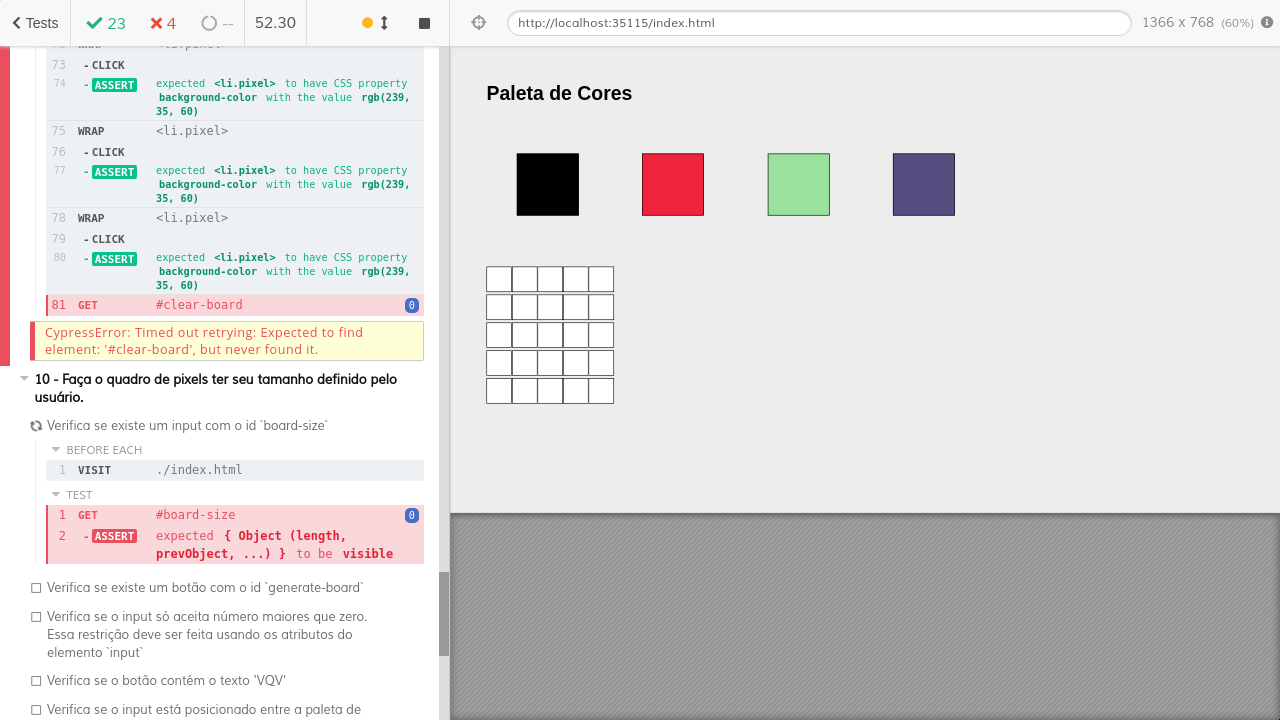 Tests
23
4
--
52.30
http://localhost:35115/index.html
1366 x 768 (60%)
72 WRAP <li.pixel>
73 -CLICK
74 -ASSERT expected <li.pixel> to have CSS property
background-color with the value rgb(239,
35, 60)
75 WRAP <li.pixel>
76 -CLICK
77 -ASSERT expected <li.pixel> to have CSS property
background-color with the value rgb(239,
35, 60)
78 WRAP <li.pixel>
79 -CLICK
80 -ASSERT expected <li.pixel> to have CSS property
background-color with the value rgb(239,
35, 60)
81 GET #clear-board 0
CypressError: Timed out retrying: Expected to find
element: '#clear-board', but never found it.
10 - Faça o quadro de pixels ter seu tamanho definido pelo
usuário.
Verifica se existe um input com o id `board-size`
BEFORE EACH
1 VISIT ./index.html
TEST
1 GET #board-size 0
2 -ASSERT expected { Object (length,
prevObject, ...) } to be visible
Verifica se existe um botão com o id `generate-board`
Verifica se o input só aceita número maiores que zero.
Essa restrição deve ser feita usando os atributos do
elemento `input`
Verifica se o botão contém o texto 'VQV'
Verifica se o input está posicionado entre a paleta de
Paleta de Cores